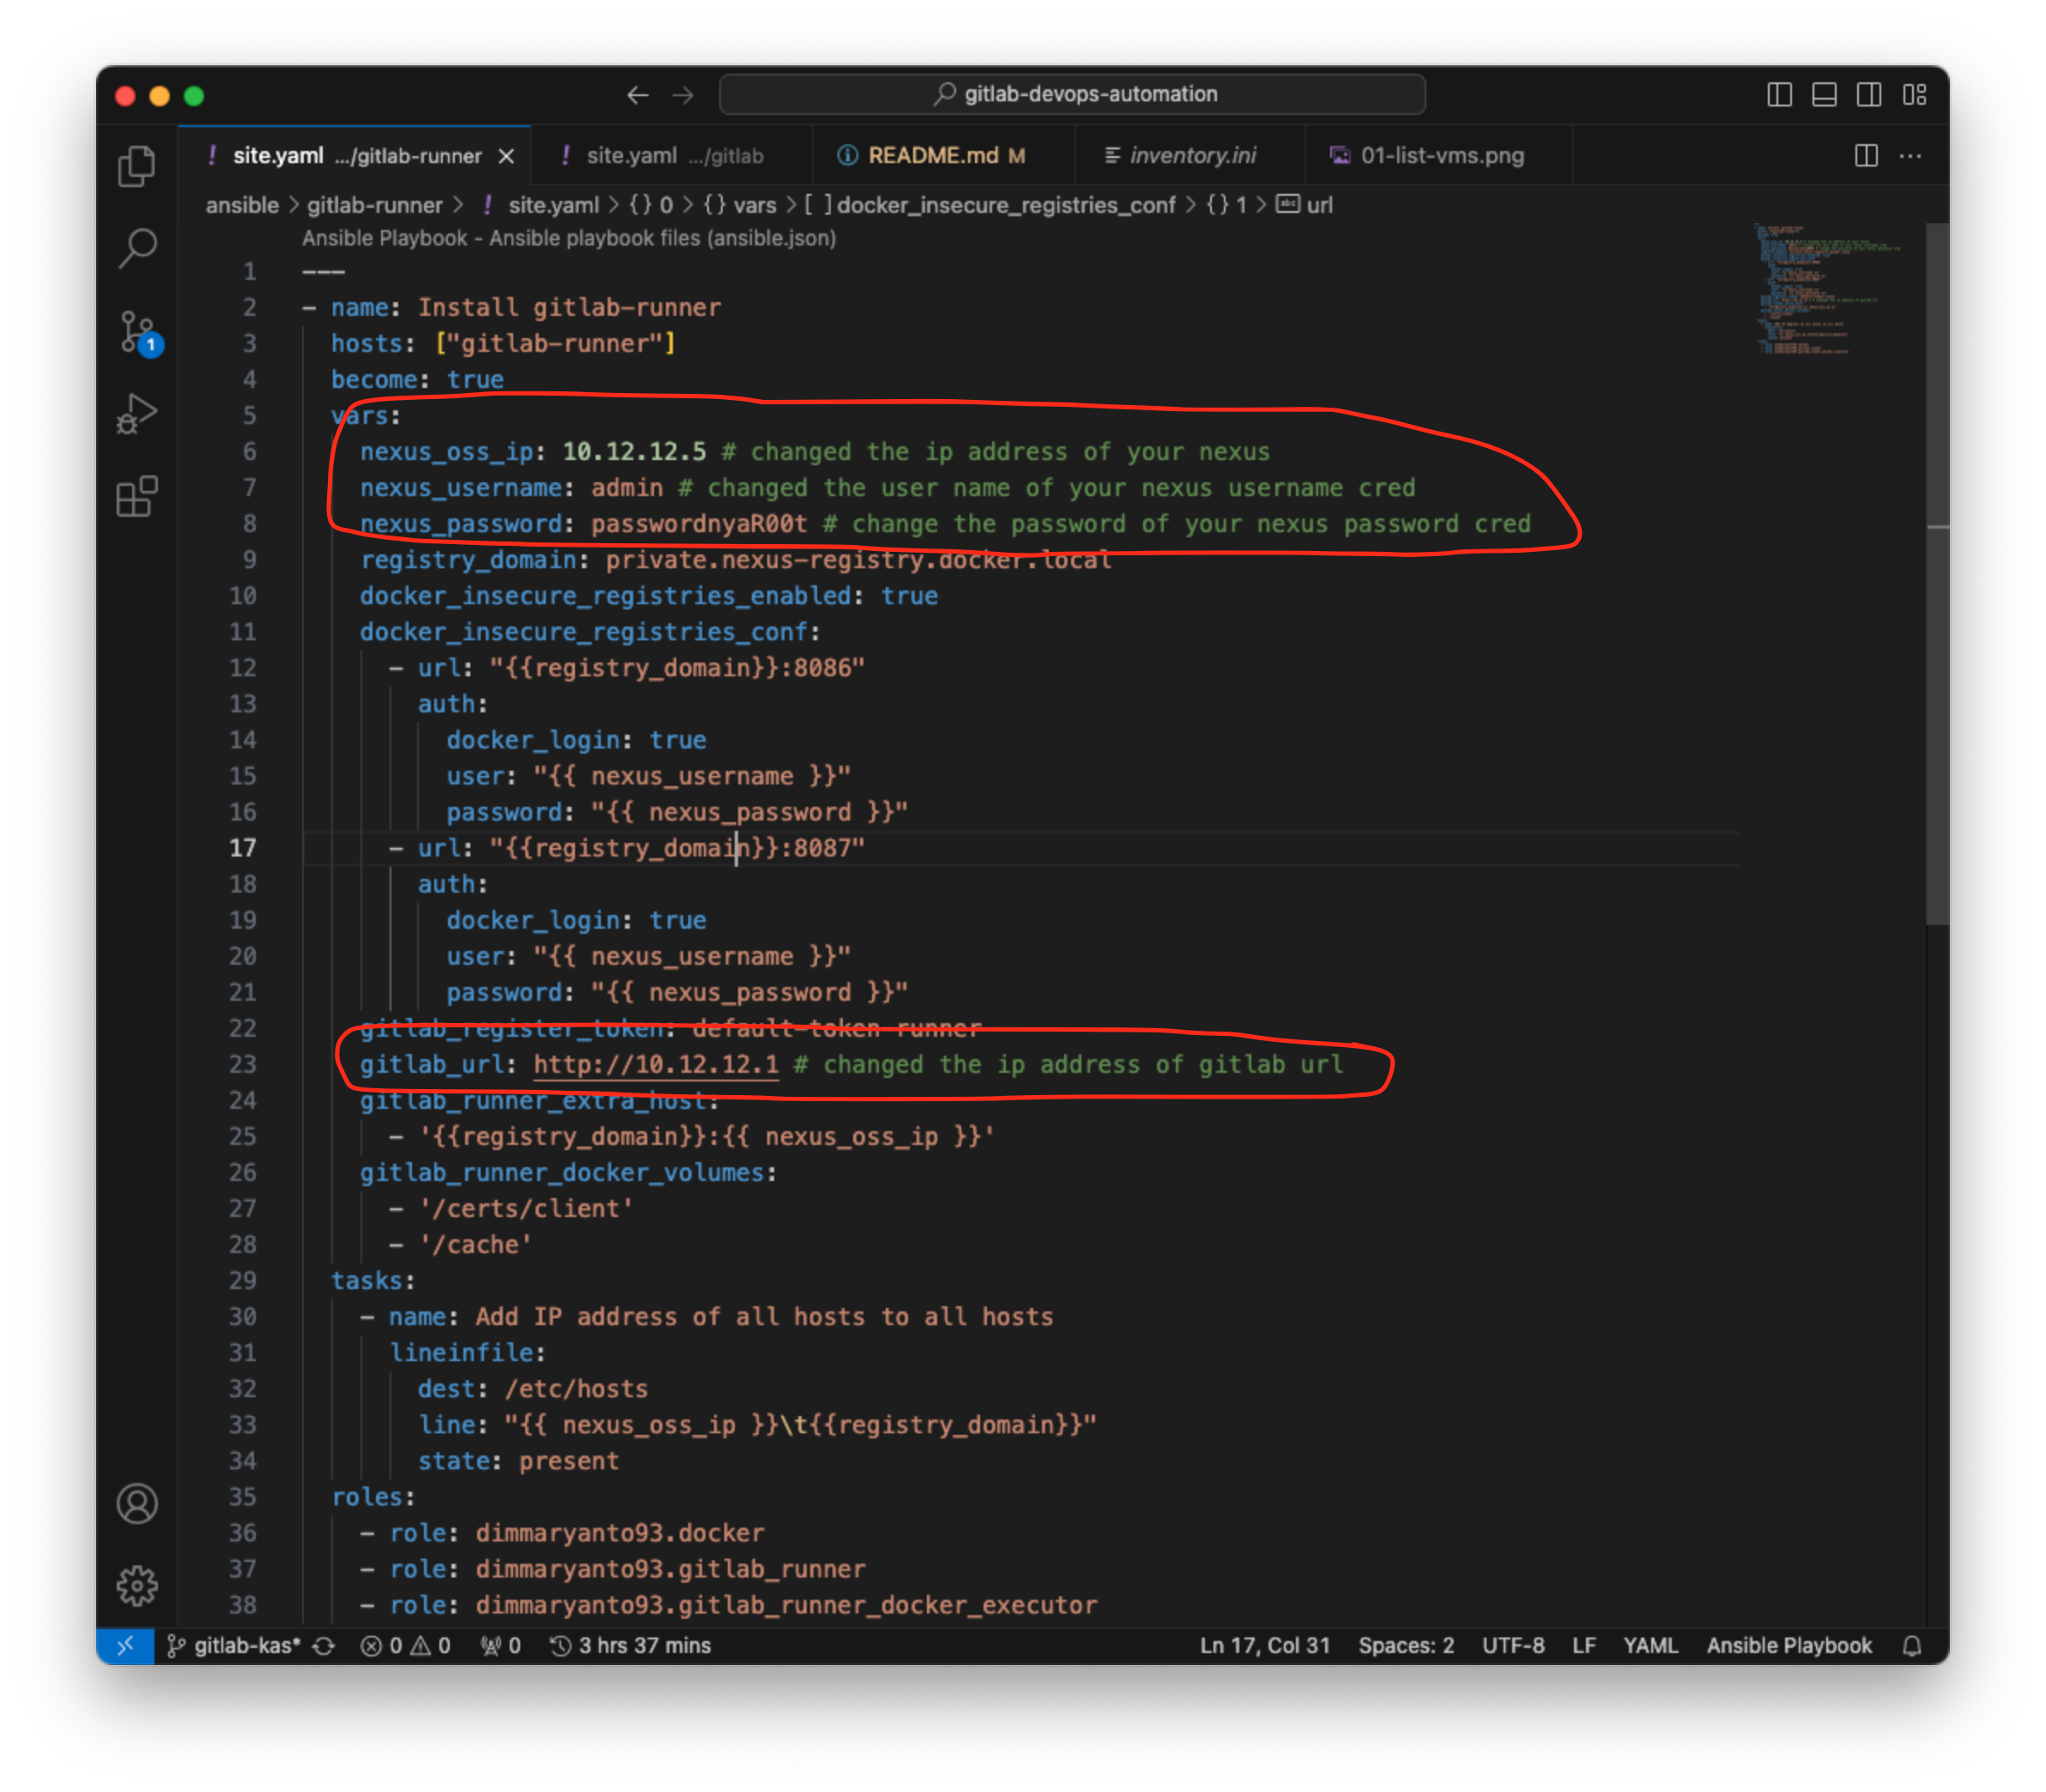 gitlab-devops-automation
! site.yaml .../gitlab-runner
! site.yaml .../gitlab
README.md M
inventory.ini
01-list-vms.png
ansible > gitlab-runner > ! site.yaml > {} 0 > {} vars > [ ] docker_insecure_registries_conf > {} 1 > abc url
Ansible Playbook - Ansible playbook files (ansible.json)
1 ---
2 - name: Install gitlab-runner
3 hosts: ["gitlab-runner"]
4 become: true
5 vars:
6 nexus_oss_ip: 10.12.12.5 # changed the ip address of your nexus
7 nexus_username: admin # changed the user name of your nexus username cred
8 nexus_password: passwordnyaR00t # change the password of your nexus password cred
9 registry_domain: private.nexus-registry.docker.local
10 docker_insecure_registries_enabled: true
11 docker_insecure_registries_conf:
12 - url: "{{registry_domain}}:8086"
13 auth:
14 docker_login: true
15 user: "{{ nexus_username }}"
16 password: "{{ nexus_password }}"
17 - url: "{{registry_domain}}:8087"
18 auth:
19 docker_login: true
20 user: "{{ nexus_username }}"
21 password: "{{ nexus_password }}"
22 gitlab_register_token: default-token-runner
23 gitlab_url: http://10.12.12.1 # changed the ip address of gitlab url
24 gitlab_runner_extra_host:
25 - '{{registry_domain}}:{{ nexus_oss_ip }}'
26 gitlab_runner_docker_volumes:
27 - '/certs/client'
28 - '/cache'
29 tasks:
30 - name: Add IP address of all hosts to all hosts
31 lineinfile:
32 dest: /etc/hosts
33 line: "{{ nexus_oss_ip }}\t{{registry_domain}}"
34 state: present
35 roles:
36 - role: dimmaryanto93.docker
37 - role: dimmaryanto93.gitlab_runner
38 - role: dimmaryanto93.gitlab_runner_docker_executor
1
gitlab-kas* 0 0 0 3 hrs 37 mins Ln 17, Col 31 Spaces: 2 UTF-8 LF YAML Ansible Playbook